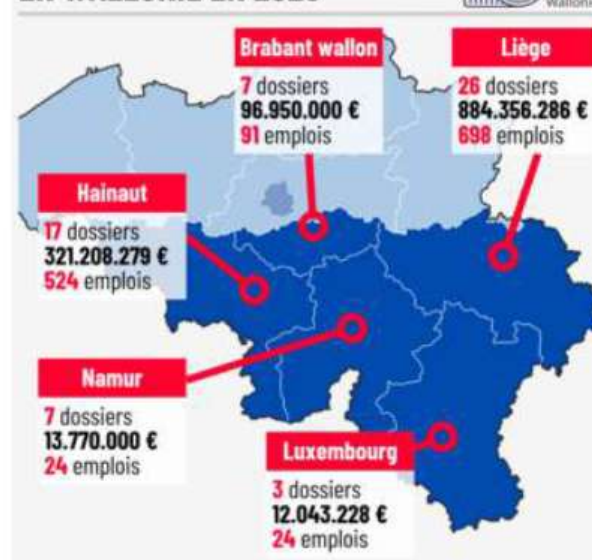 Brabant wallon
7 dossiers
96.950.000 €
91 emplois
Liège
26 dossiers
884.356.286 €
698 emplois
Hainaut
17 dossiers
321.208.279 €
524 emplois
Namur
7 dossiers
13.770.000 €
24 emplois
Luxembourg
3 dossiers
12.043.228 €
24 emplois